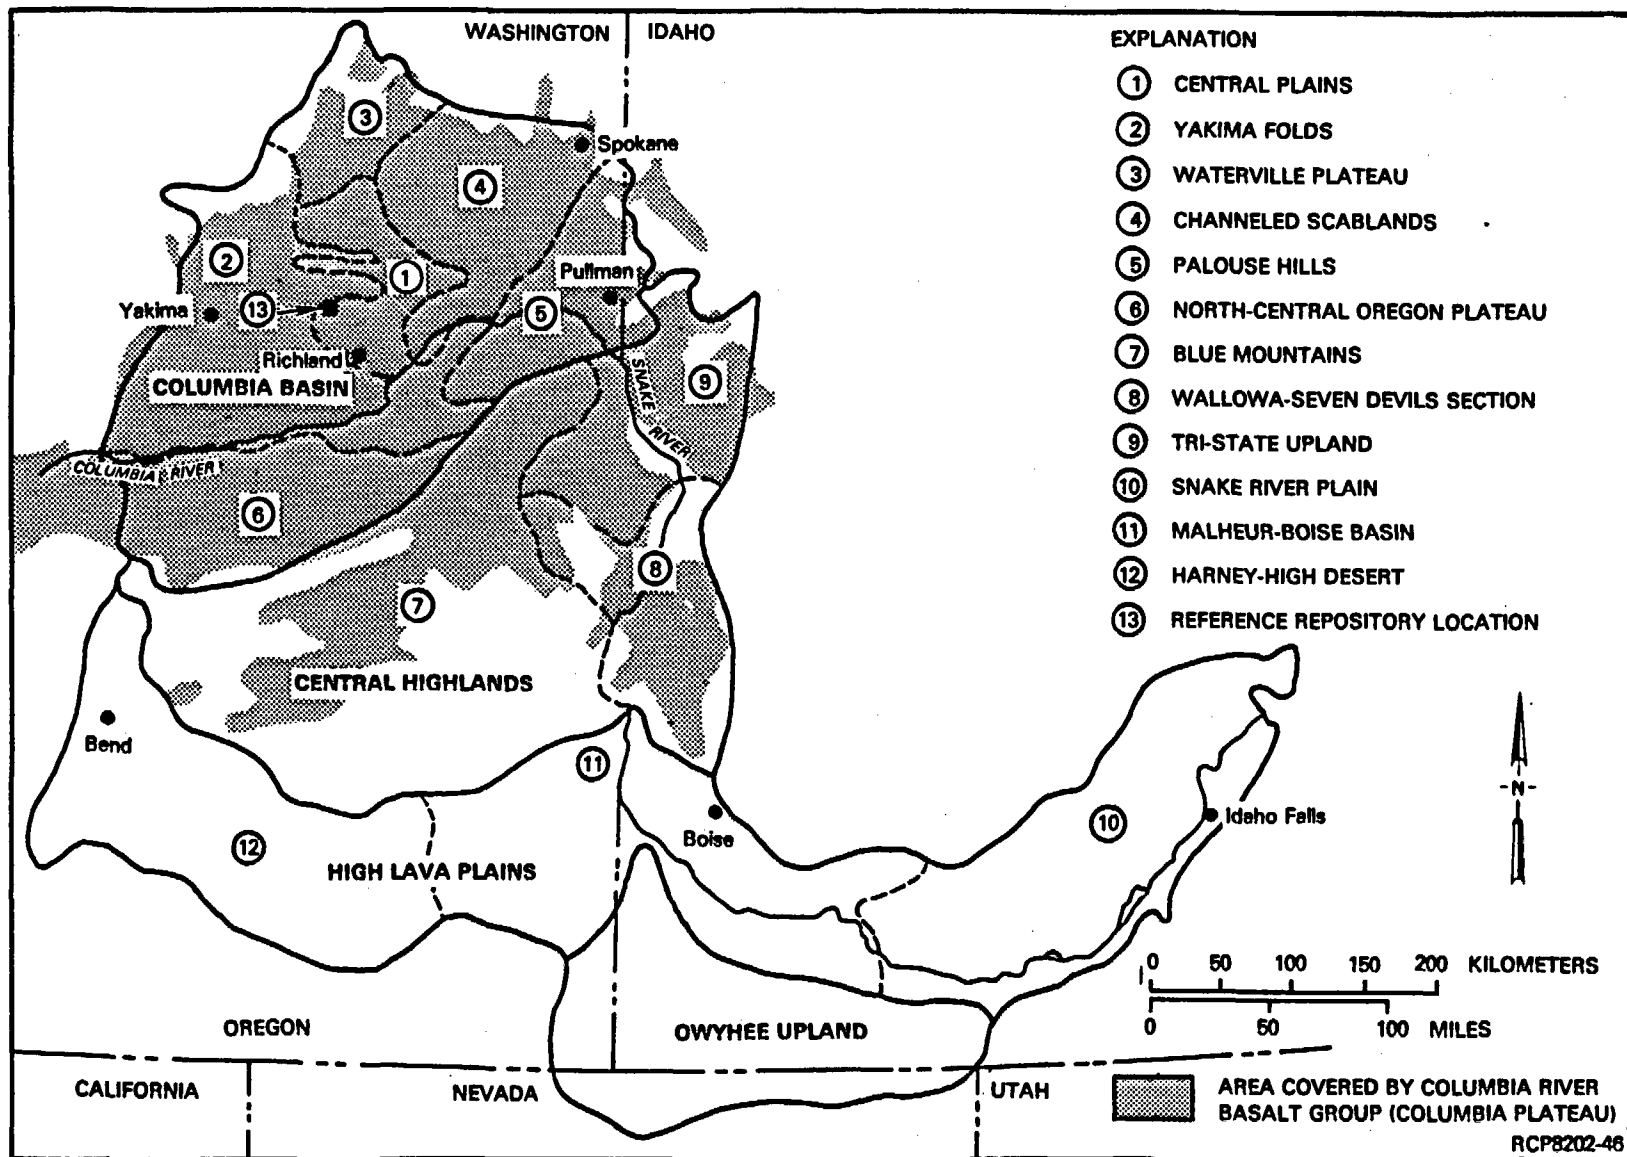 WASHINGTON IDAHO
EXPLANATION
1 CENTRAL PLAINS
2 YAKIMA FOLDS
3 WATERVILLE PLATEAU
4 CHANNELED SCABLANDS
5 PALOUSE HILLS
6 NORTH-CENTRAL OREGON PLATEAU
7 BLUE MOUNTAINS
8 WALLOWA-SEVEN DEVILS SECTION
9 TRI-STATE UPLAND
10 SNAKE RIVER PLAIN
11 MALHEUR-BOISE BASIN
12 HARNEY-HIGH DESERT
13 REFERENCE REPOSITORY LOCATION
3
Spokane
4
2
1
Pullman
Yakima
13
5
Richland
COLUMBIA BASIN
SNAKE RIVER
9
COLUMBIA RIVER
6
8
7
CENTRAL HIGHLANDS
Bend
11
Boise
10
Idaho Falls
12
HIGH LAVA PLAINS
-N-
0 50 100 150 200 KILOMETERS
0 50 100 MILES
OREGON
OWYHEE UPLAND
CALIFORNIA
NEVADA
UTAH
AREA COVERED BY COLUMBIA RIVER
BASALT GROUP (COLUMBIA PLATEAU)
RCP8202-46